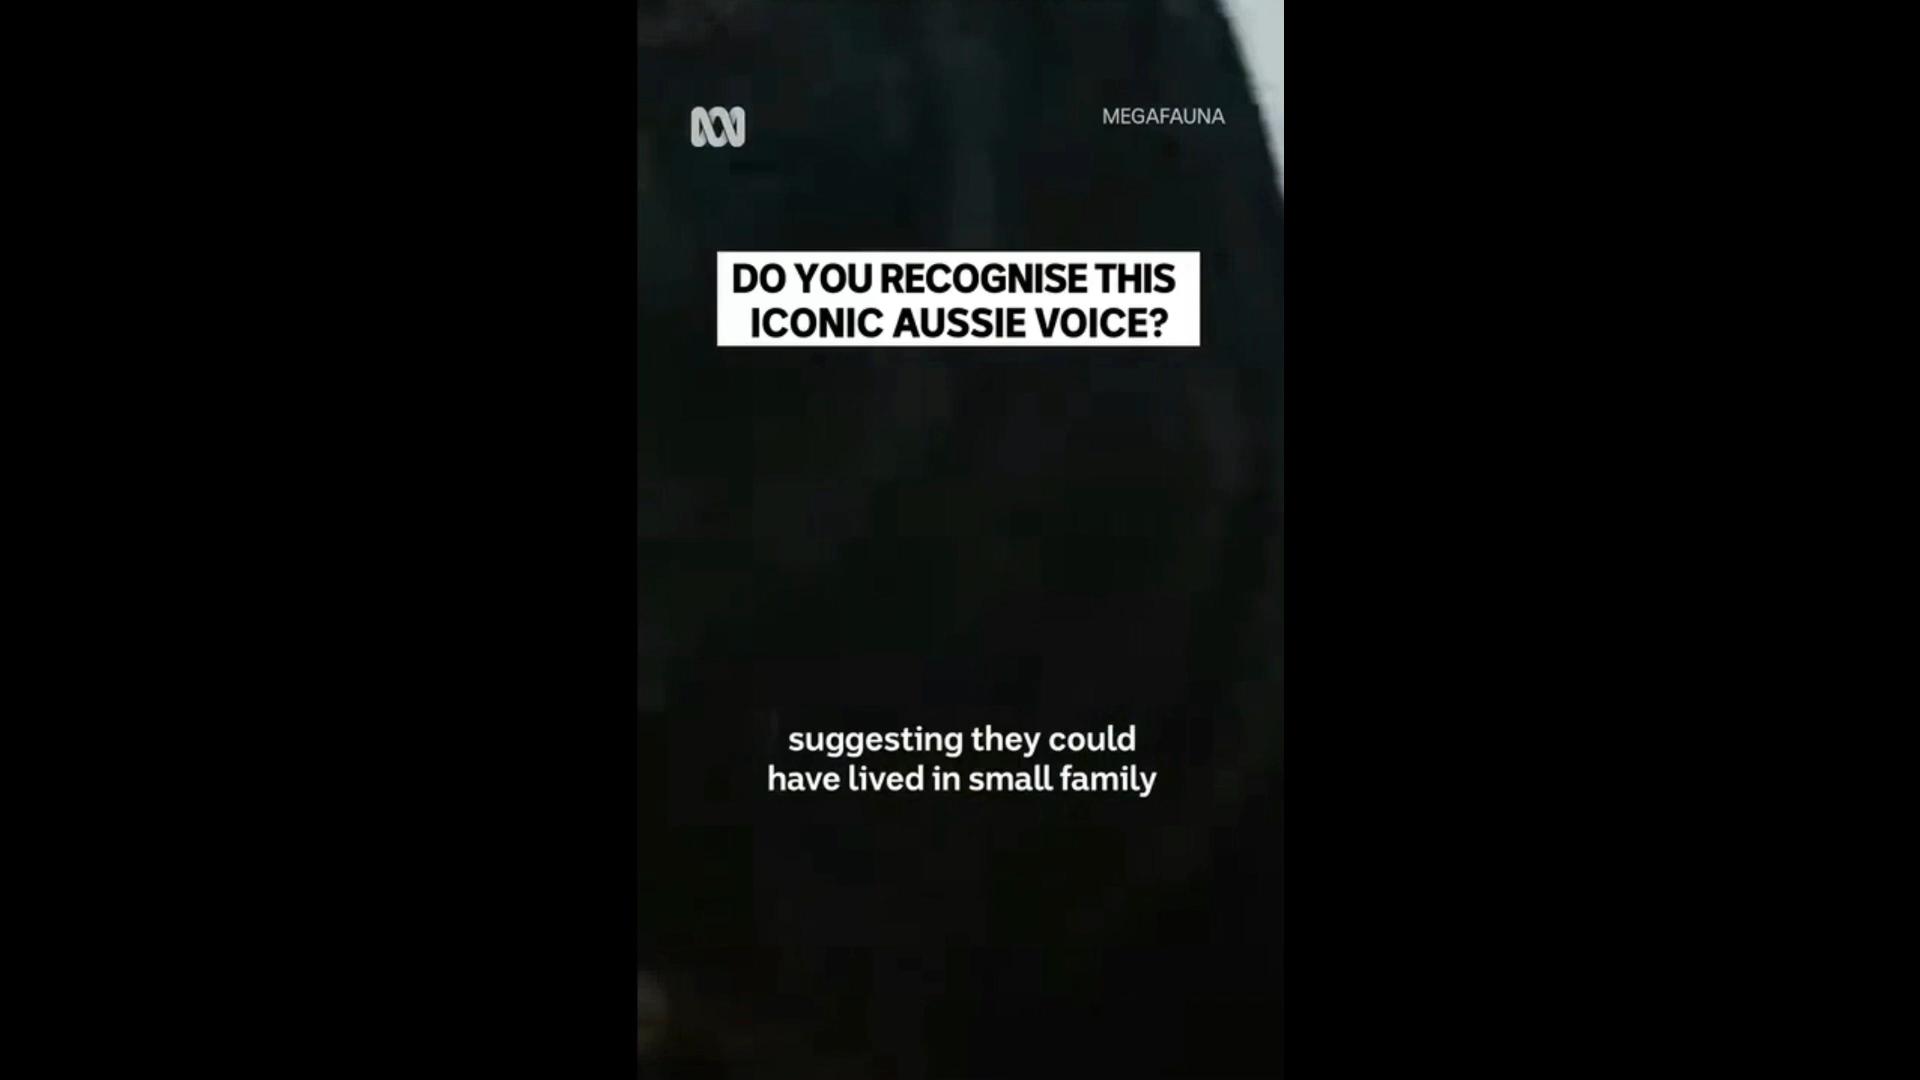 MEGAFAUNA
DO YOU RECOGNISE THIS
ICONIC AUSSIE VOICE?
suggesting they could
have lived in small family